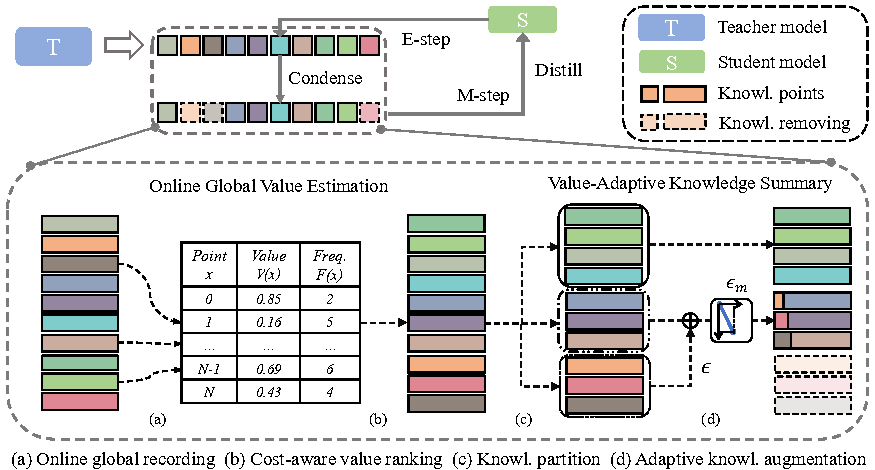 T
S
E-step
Condense
M-step
Distill
T Teacher model
S Student model
Knowl. points
Knowl. removing
Online Global Value Estimation
Value-Adaptive Knowledge Summary
Point x Value V(x) Freq. F(x)
0 0.85 2
1 0.16 5
... ... ...
N-1 0.69 6
N 0.43 4
ϵm
ϵ
(a)
(b)
(c)
(d)
(a) Online global recording (b) Cost-aware value ranking (c) Knowl. partition (d) Adaptive knowl. augmentation